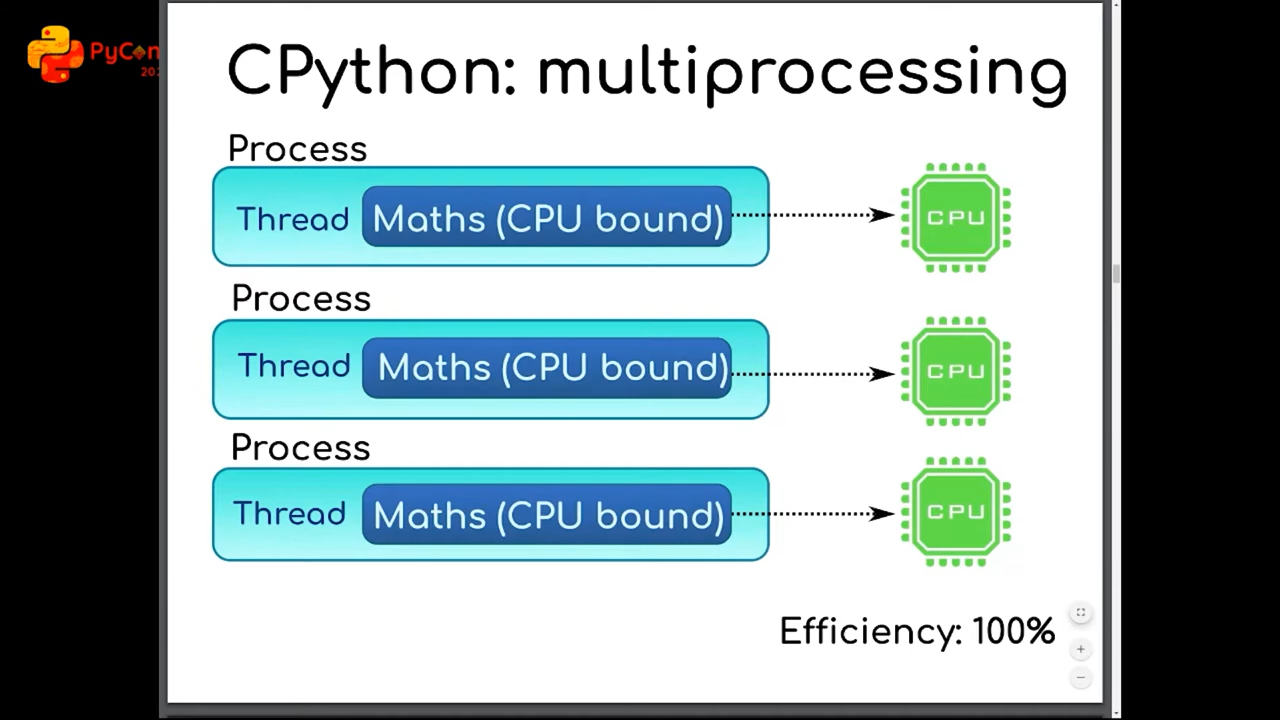 PyCon
CPython: multiprocessing
Process
Thread Maths (CPU bound) CPU
Process
Thread Maths (CPU bound) CPU
Process
Thread Maths (CPU bound) CPU
Efficiency: 100%